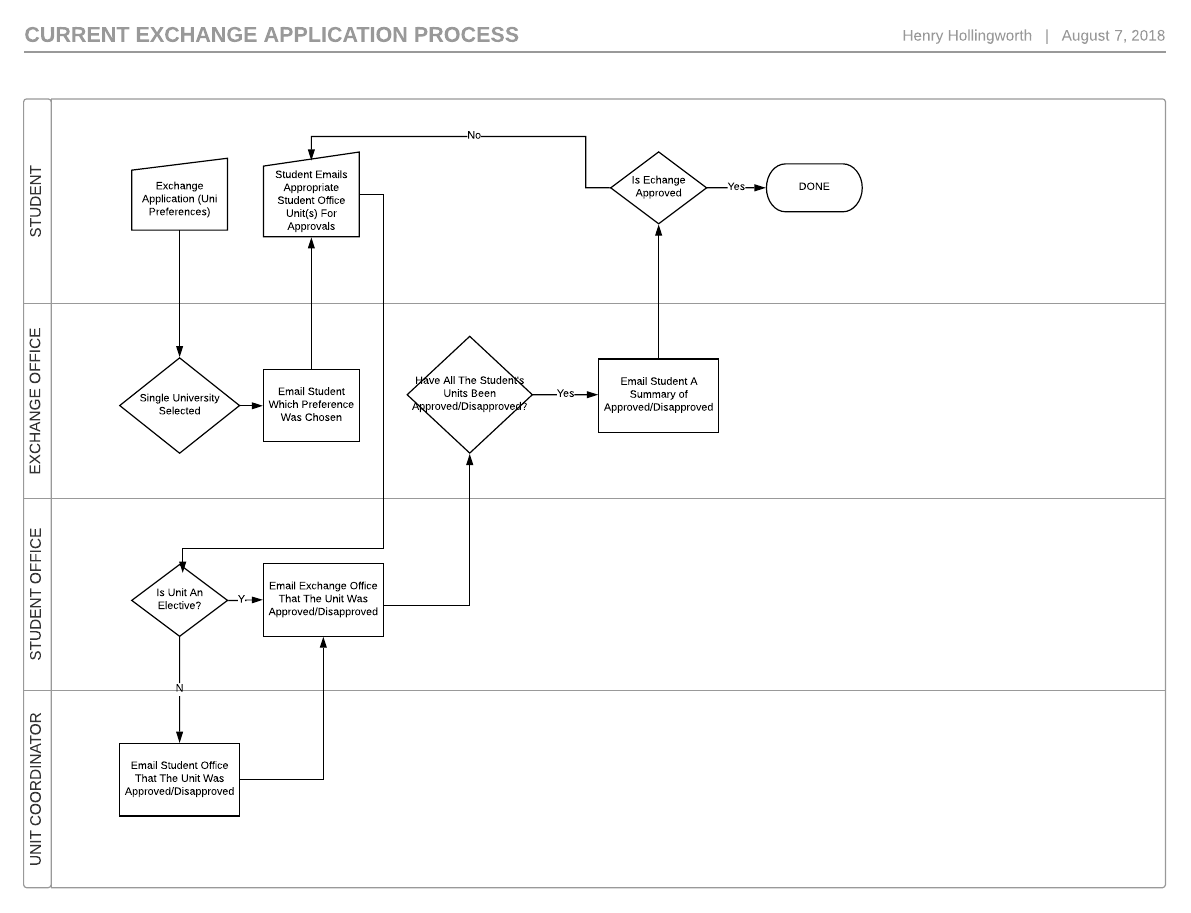 CURRENT EXCHANGE APPLICATION PROCESS
Henry Hollingworth | August 7, 2018
STUDENT
No
Exchange
Application (Uni
Preferences)
Student Emails
Appropriate
Student Office
Unit(s) For
Approvals
Is Echange
Approved
Yes
DONE
EXCHANGE OFFICE
Single University
Selected
Email Student
Which Preference
Was Chosen
Have All The Student's
Units Been
Approved/Disapproved?
Yes
Email Student A
Summary of
Approved/Disapproved
STUDENT OFFICE
Is Unit An
Elective?
Y
Email Exchange Office
That The Unit Was
Approved/Disapproved
N
UNIT COORDINATOR
Email Student Office
That The Unit Was
Approved/Disapproved